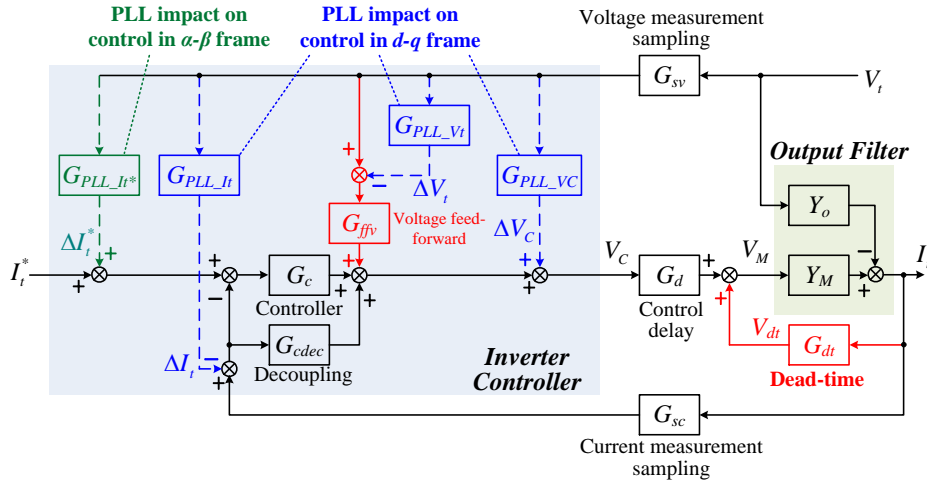 PLL impact on
control in α-β frame
PLL impact on
control in d-q frame
Voltage measurement
sampling
G_sv
V_t
G_PLL_Vt
G_PLL_It*
G_PLL_It
G_PLL_VC
Output Filter
+
−
ΔV_t
Y_o
G_ffv
Voltage feed-
forward
ΔI_t^*
ΔV_C
−
I_t^*
+
+
+
+
+
V_C
V_M
I_t
+
G_c
+
+
G_d
+
Y_M
+
−
Controller
+
Control
delay
+
V_dt
G_dt
G_cdec
ΔI_t
−
+
Decoupling
Inverter
Controller
Dead-time
G_sc
Current measurement
sampling